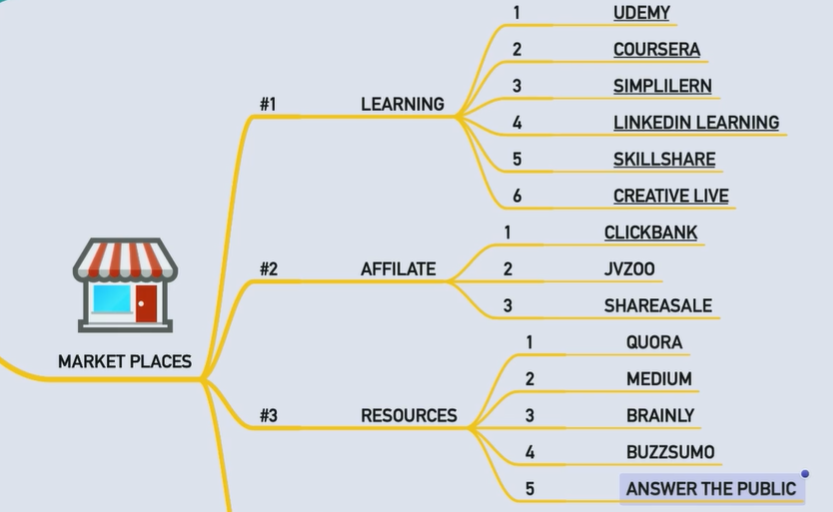 MARKET PLACES
#1 LEARNING
1 UDEMY
2 COURSERA
3 SIMPLILERN
4 LINKEDIN LEARNING
5 SKILLSHARE
6 CREATIVE LIVE
#2 AFFILATE
1 CLICKBANK
2 JVZOO
3 SHAREASALE
#3 RESOURCES
1 QUORA
2 MEDIUM
3 BRAINLY
4 BUZZSUMO
5 ANSWER THE PUBLIC